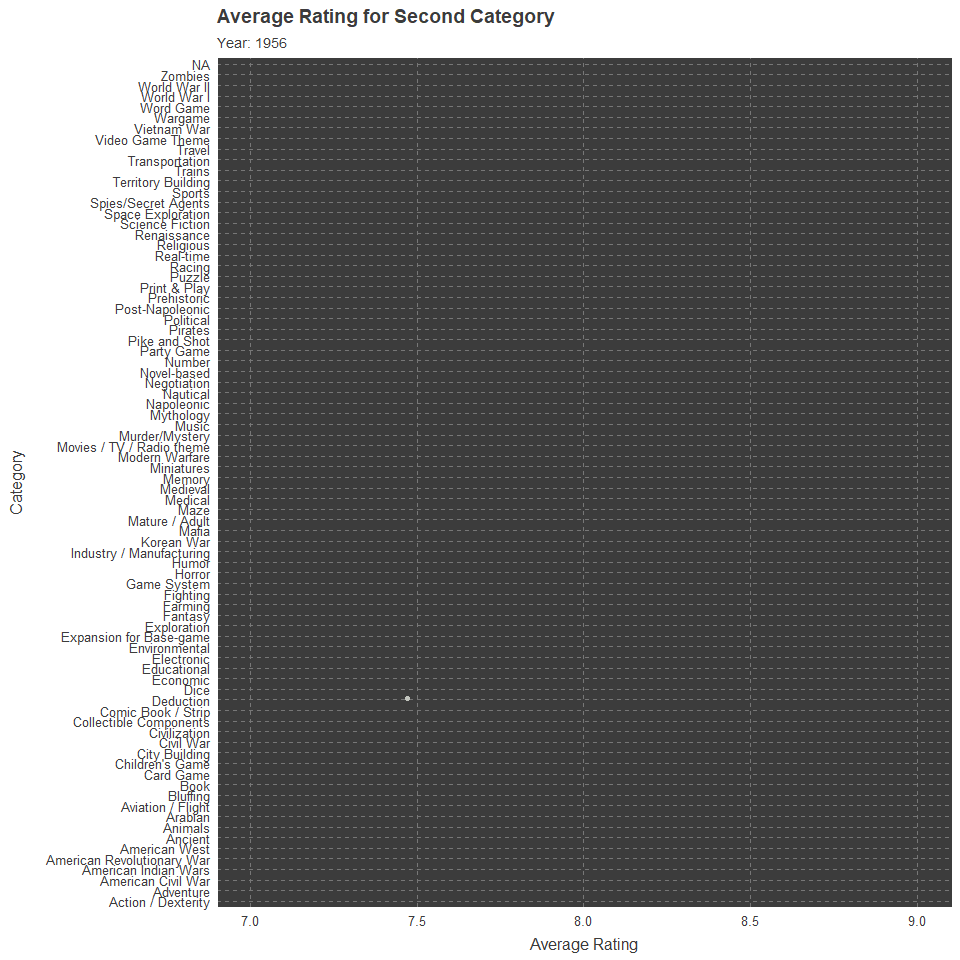 Average Rating for Second Category
Year: 1956
NA
Zombies
World War II
World War I
Word Game
Wargame
Vietnam War
Video Game Theme
Travel
Transportation
Trains
Territory Building
Sports
Spies/Secret Agents
Space Exploration
Science Fiction
Renaissance
Religious
Real-time
Racing
Puzzle
Print & Play
Prehistoric
Post-Napoleonic
Political
Pirates
Pike and Shot
Party Game
Number
Novel-based
Negotiation
Nautical
Napoleonic
Mythology
Music
Murder/Mystery
Movies / TV / Radio theme
Modern Warfare
Miniatures
Memory
Medieval
Medical
Maze
Mature / Adult
Mafia
Korean War
Industry / Manufacturing
Humor
Horror
Game System
Fighting
Farming
Fantasy
Exploration
Expansion for Base-game
Environmental
Electronic
Educational
Economic
Dice
Deduction
Comic Book / Strip
Collectible Components
Civilization
Civil War
City Building
Children's Game
Card Game
Book
Bluffing
Aviation / Flight
Arabian
Animals
Ancient
American West
American Revolutionary War
American Indian Wars
American Civil War
Adventure
Action / Dexterity
Category
7.0 7.5 8.0 8.5 9.0
Average Rating